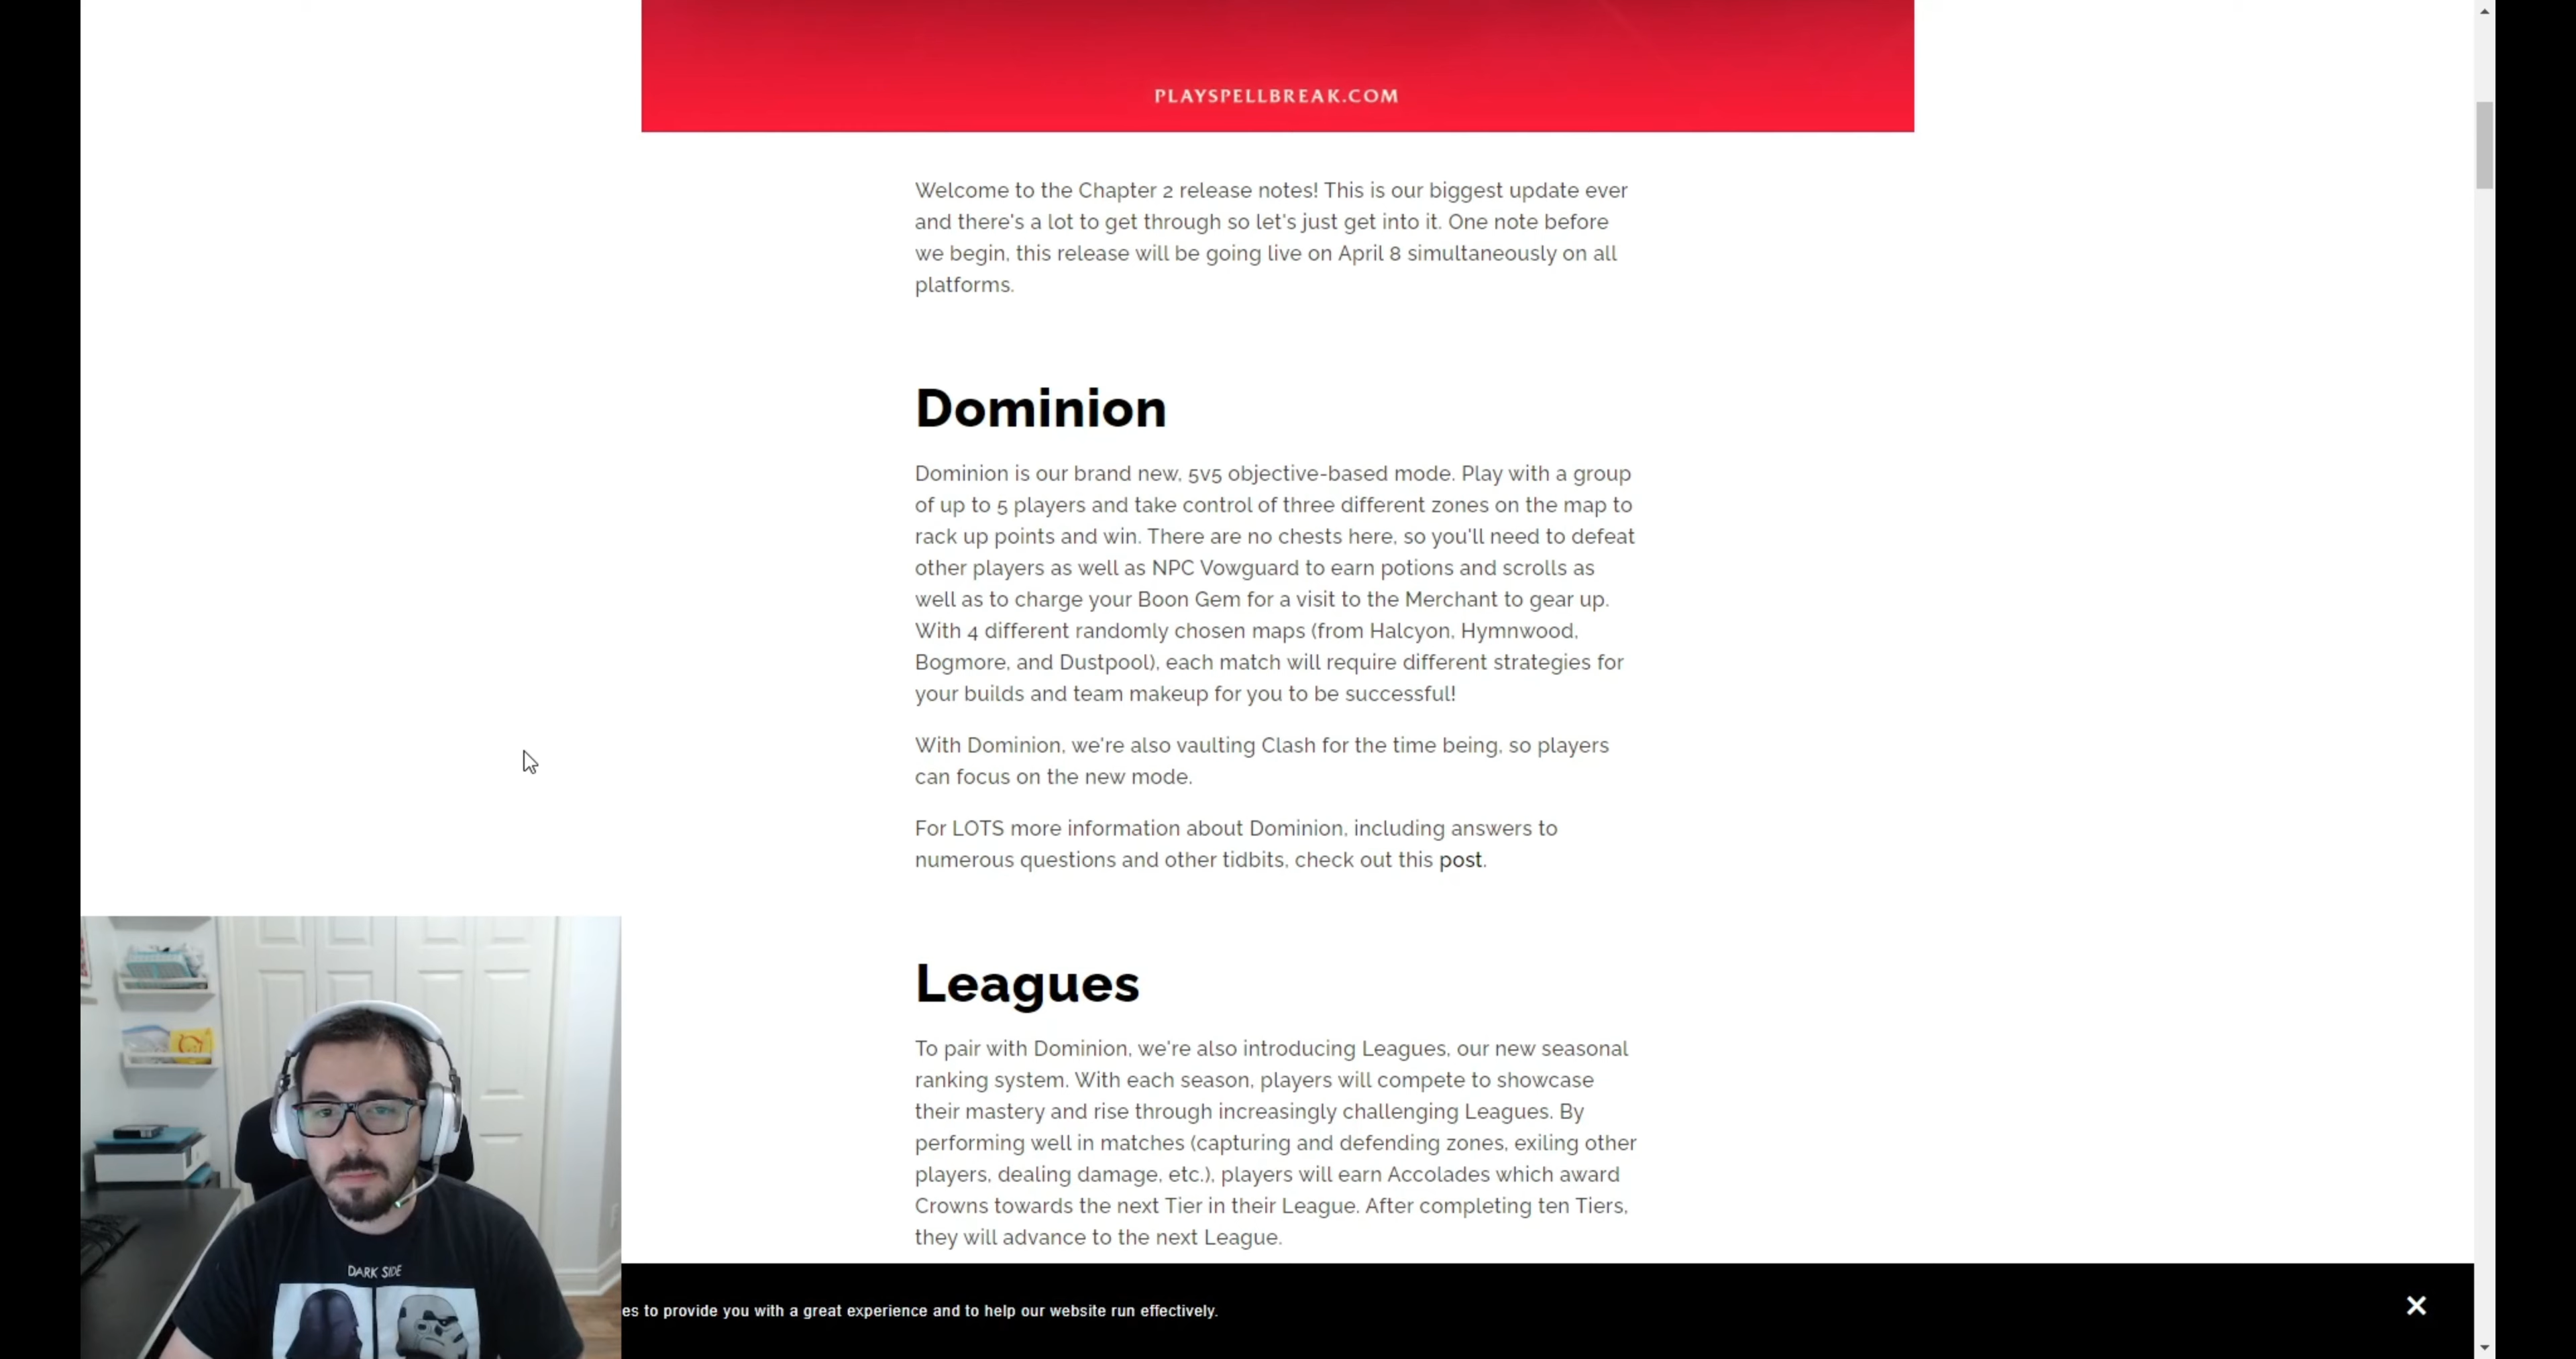 PLAYSPELLBREAK.COM
Welcome to the Chapter 2 release notes! This is our biggest update ever
and there's a lot to get through so let's just get into it. One note before
we begin, this release will be going live on April 8 simultaneously on all
platforms.
Dominion
Dominion is our brand new, 5v5 objective-based mode. Play with a group
of up to 5 players and take control of three different zones on the map to
rack up points and win. There are no chests here, so you'll need to defeat
other players as well as NPC Vowguard to earn potions and scrolls as
well as to charge your Boon Gem for a visit to the Merchant to gear up.
With 4 different randomly chosen maps (from Halcyon, Hymnwood,
Bogmore, and Dustpool), each match will require different strategies for
your builds and team makeup for you to be successful!
With Dominion, we're also vaulting Clash for the time being, so players
can focus on the new mode.
For LOTS more information about Dominion, including answers to
numerous questions and other tidbits, check out this post.
Leagues
To pair with Dominion, we're also introducing Leagues, our new seasonal
ranking system. With each season, players will compete to showcase
their mastery and rise through increasingly challenging Leagues. By
performing well in matches (capturing and defending zones, exiling other
players, dealing damage, etc.), players will earn Accolades which award
Crowns towards the next Tier in their League. After completing ten Tiers,
they will advance to the next League.
DARK SIDE
es to provide you with a great experience and to help our website run effectively.